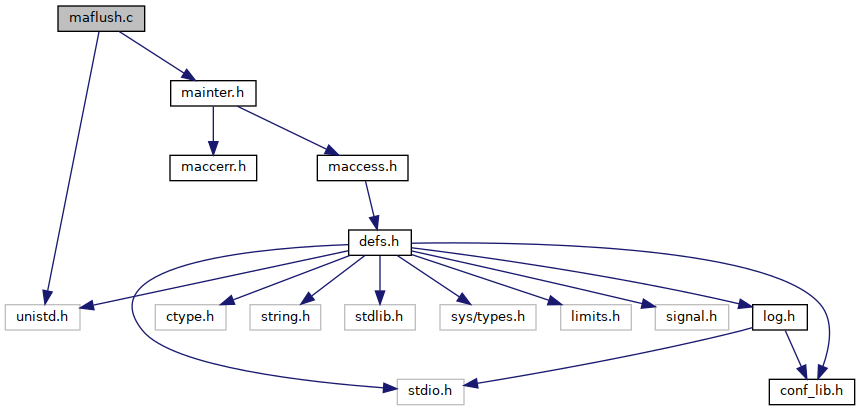 maflush.c
mainter.h
maccerr.h
maccess.h
defs.h
unistd.h
ctype.h
string.h
stdlib.h
sys/types.h
limits.h
signal.h
log.h
stdio.h
conf_lib.h